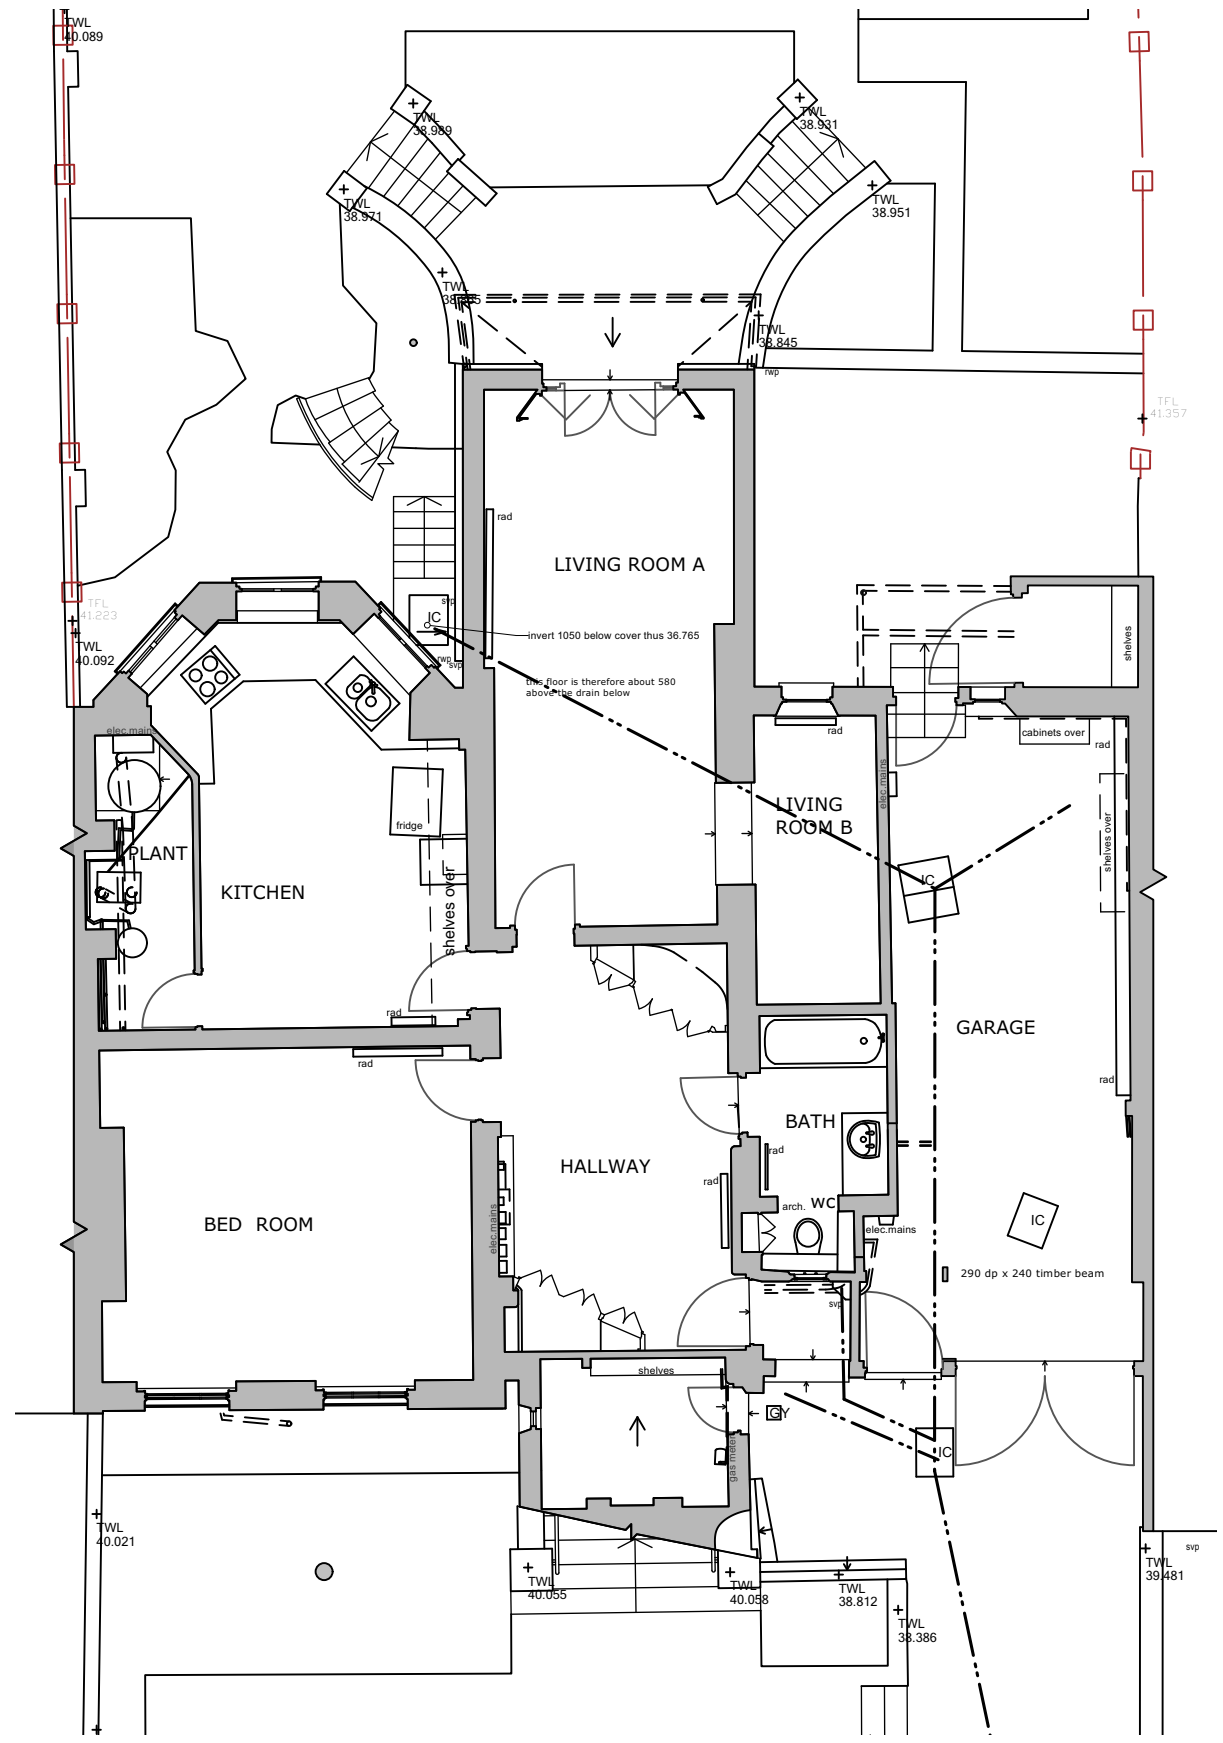 TWL
40.089
TWL
38.989
TWL
38.931
TWL
38.971
TWL
38.951
TWL
TWL
38.845
rwp
TFL
41.357
rad
LIVING ROOM A
TFL
41.223
svp
IC
invert 1050 below cover thus 36.765
shelves
TWL
40.092
rwp
svp
this floor is therefore about 580
above the drain below
elec.mains
rad
cabinets over
rad
elec.mains
LIVING
ROOM B
fridge
PLANT
shelves over
IC
KITCHEN
shelves over
rad
GARAGE
rad
rad
BATH
rad
HALLWAY
rad
arch.
WC
BED ROOM
elec.mains
elec.mains
IC
290 dp x 240 timber beam
svp
shelves
GY
gas meter
IC
TWL
40.021
svp
TWL
39.481
TWL
40.055
TWL
40.058
TWL
38.812
TWL
38.386